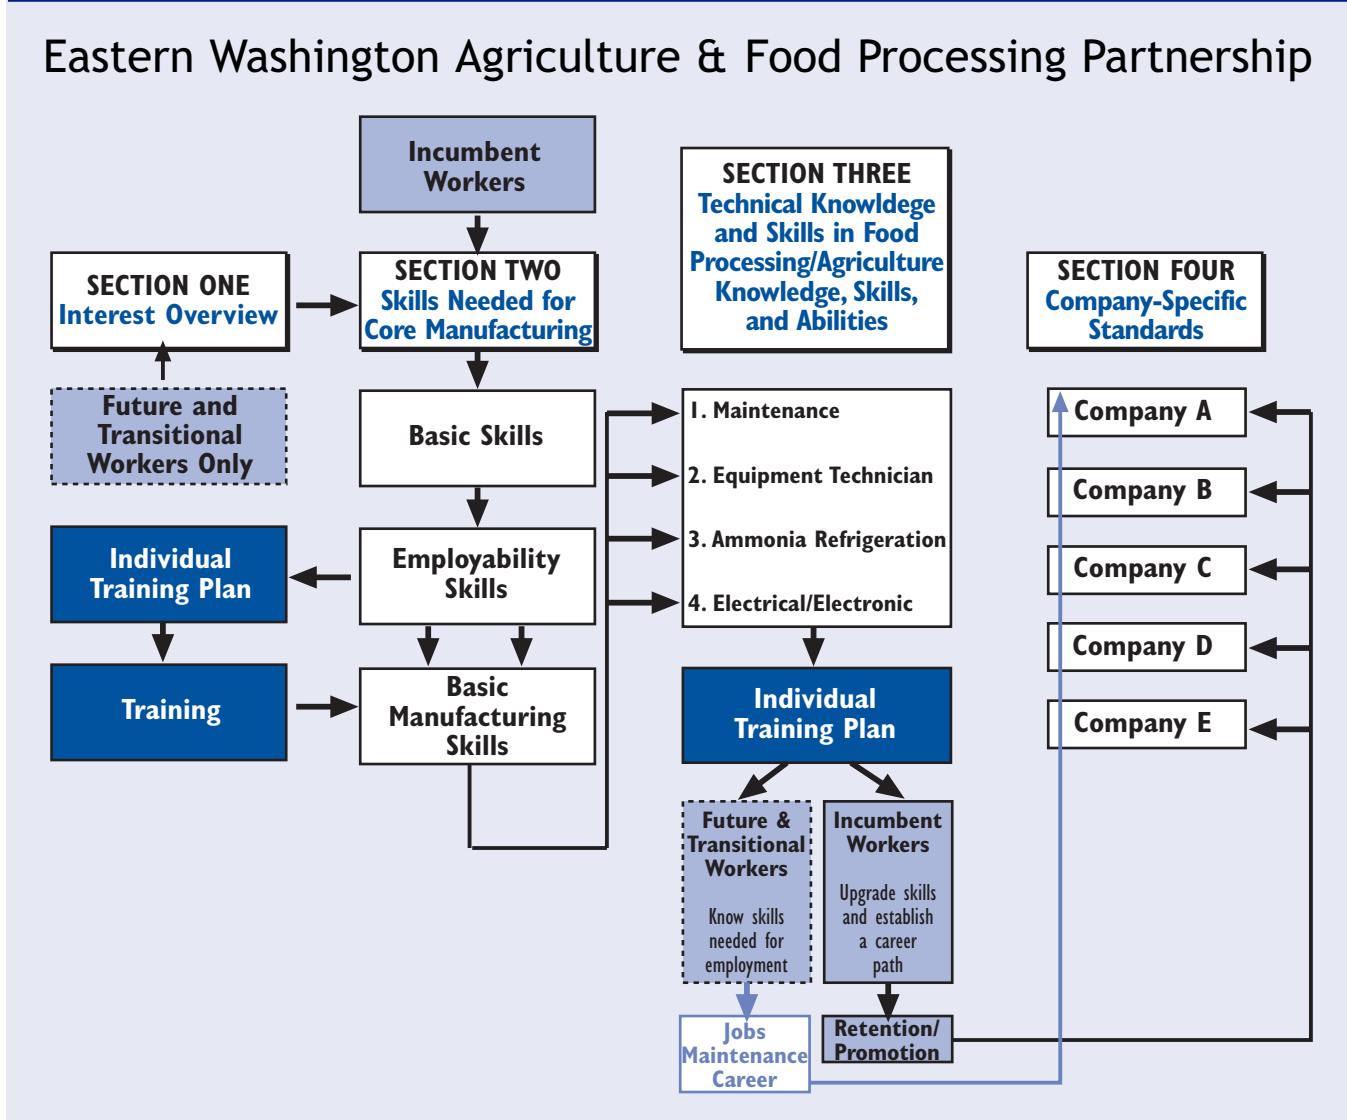 Eastern Washington Agriculture & Food Processing Partnership
Incumbent
Workers
SECTION ONE
Interest Overview
Future and
Transitional
Workers Only
Individual
Training Plan
Training
SECTION TWO
Skills Needed for
Core Manufacturing
Basic Skills
Employability
Skills
Basic
Manufacturing
Skills
SECTION THREE
Technical Knowldege
and Skills in Food
Processing/Agriculture
Knowledge, Skills,
and Abilities
1. Maintenance
2. Equipment Technician
3. Ammonia Refrigeration
4. Electrical/Electronic
Individual
Training Plan
Future &
Transitional
Workers
Know skills
needed for
employment
Jobs
Maintenance
Career
Incumbent
Workers
Upgrade skills
and establish
a career
path
Retention/
Promotion
SECTION FOUR
Company-Specific
Standards
Company A
Company B
Company C
Company D
Company E